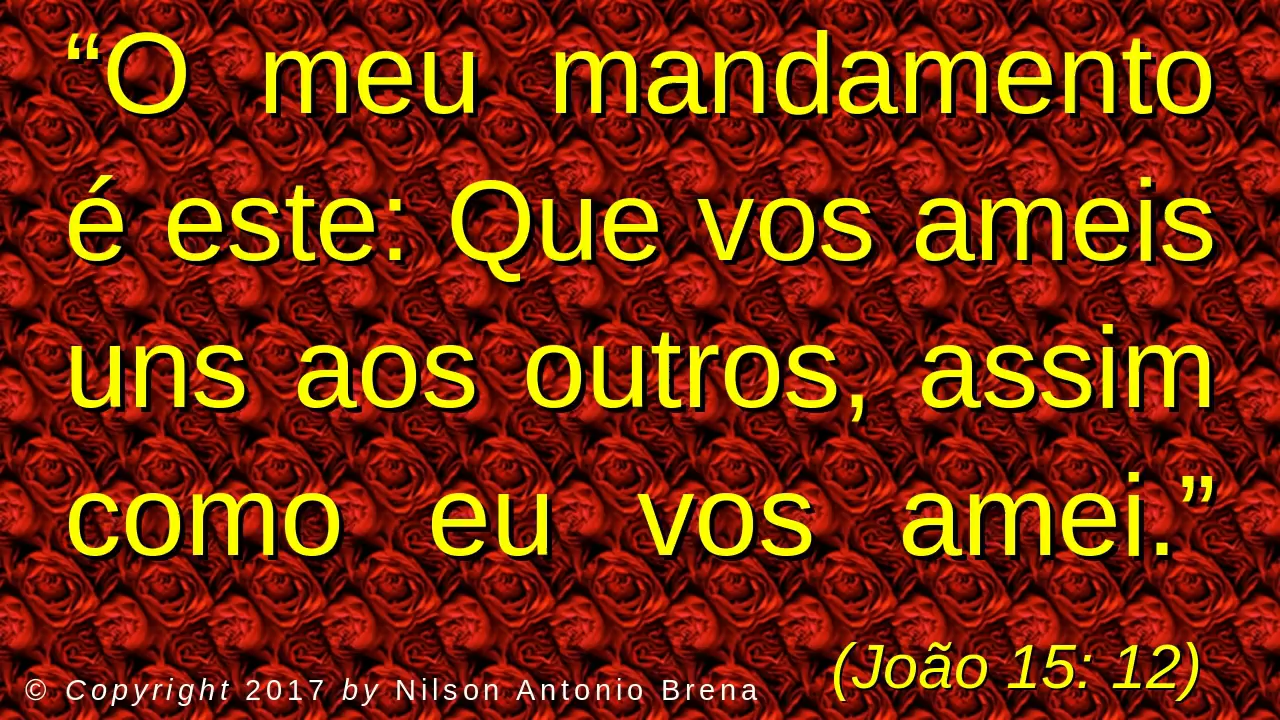 “O meu mandamento
é este: Que vos ameis
uns aos outros, assim
como eu vos amei.”
(João 15: 12)
© Copyright 2017 by Nilson Antonio Brena